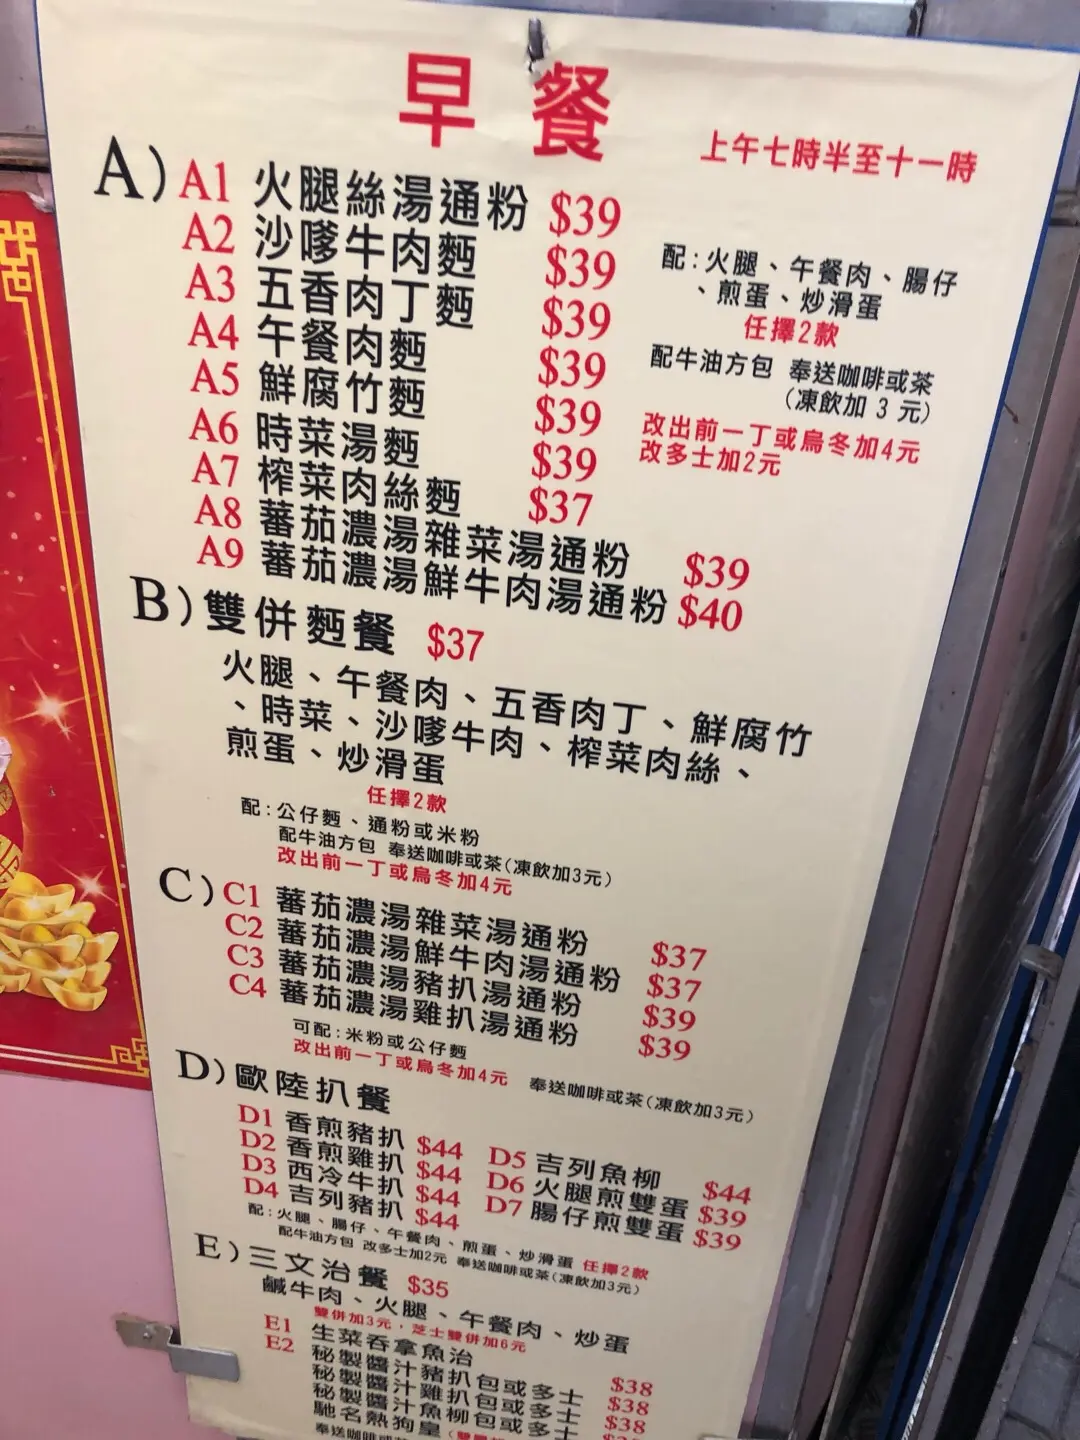 早餐
上午七時半至十一時
A) A1 火腿絲湯通粉 $39
A2 沙嗲牛肉麪 $39
A3 五香肉丁麪 $39
A4 午餐肉麪 $39
A5 鮮腐竹麪 $39
A6 時菜湯麪 $39
A7 榨菜肉絲麪 $37
A8 蕃茄濃湯雜菜湯通粉 $39
A9 蕃茄濃湯鮮牛肉湯通粉 $40
配:火腿、午餐肉、腸仔
、煎蛋、炒滑蛋
任擇2款
配牛油方包 奉送咖啡或茶
(凍飲加 3 元)
改出前一丁或烏冬加4元
改多士加2元
B) 雙併麪餐 $37
火腿、午餐肉、五香肉丁、鮮腐竹
、時菜、沙嗲牛肉、榨菜肉絲、
煎蛋、炒滑蛋
任擇2款
配:公仔麪、通粉或米粉
配牛油方包 奉送咖啡或茶(凍飲加3元)
改出前一丁或烏冬加4元
C) C1 蕃茄濃湯雜菜湯通粉 $37
C2 蕃茄濃湯鮮牛肉湯通粉 $37
C3 蕃茄濃湯豬扒湯通粉 $39
C4 蕃茄濃湯雞扒湯通粉 $39
可配:米粉或公仔麪
改出前一丁或烏冬加4元 奉送咖啡或茶(凍飲加3元)
D) 歐陸扒餐
D1 香煎豬扒 $44
D2 香煎雞扒 $44
D3 西冷牛扒 $44
D4 吉列豬扒 $44
D5 吉列魚柳 $44
D6 火腿煎雙蛋 $39
D7 腸仔煎雙蛋 $39
配:火腿、腸仔、午餐肉、煎蛋、炒滑蛋 任擇2款
配牛油方包 改多士加2元 奉送咖啡或茶(凍飲加3元)
E) 三文治餐 $35
鹹牛肉、火腿、午餐肉、炒蛋
雙併加3元，芝士雙併加6元
E1 生菜吞拿魚治
E2 秘製醬汁豬扒包或多士 $38
秘製醬汁雞扒包或多士 $38
秘製醬汁魚柳包或多士 $38
馳名熱狗皇
奉送咖啡或